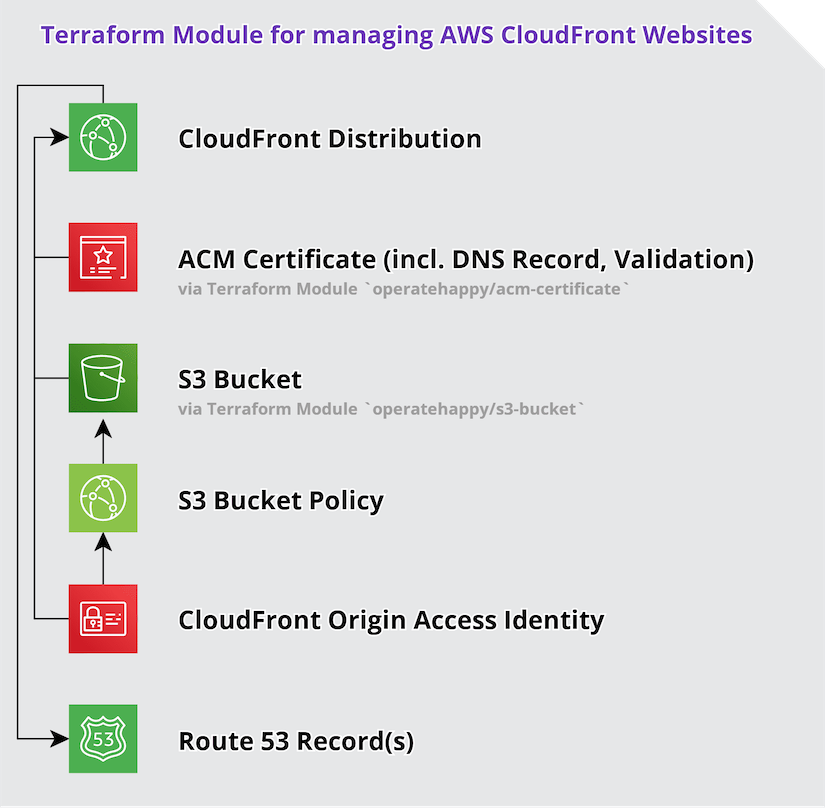 Terraform Module for managing AWS CloudFront Websites
CloudFront Distribution
ACM Certificate (incl. DNS Record, Validation)
via Terraform Module `operatehappy/acm-certificate`
S3 Bucket
via Terraform Module `operatehappy/s3-bucket`
S3 Bucket Policy
CloudFront Origin Access Identity
53
Route 53 Record(s)